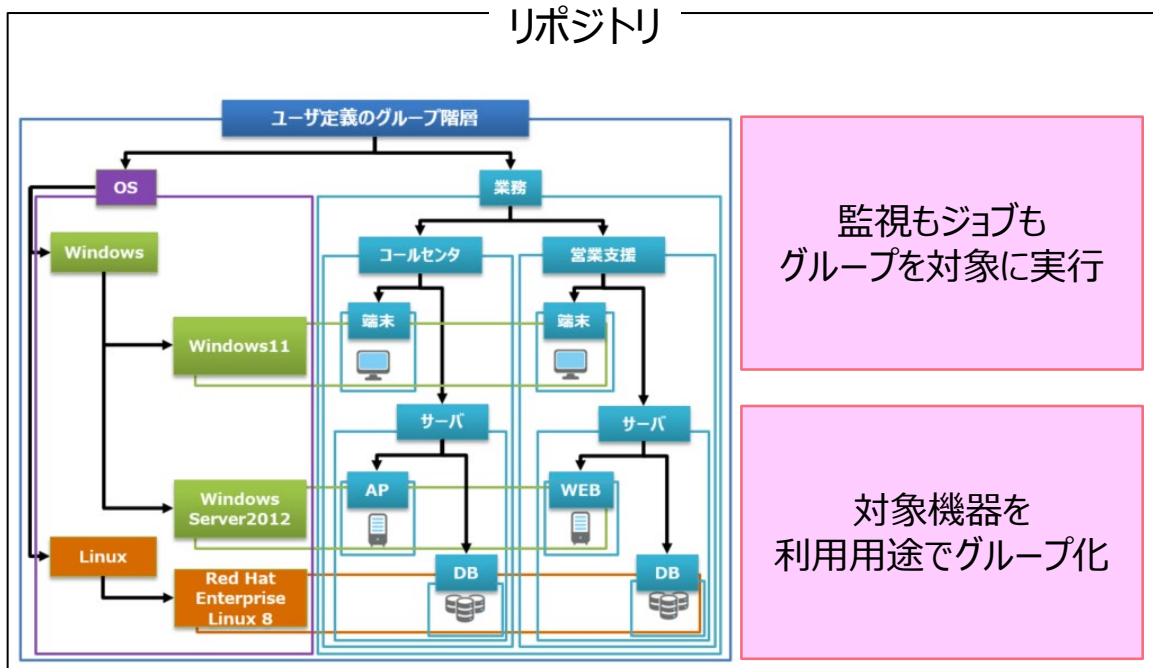 リポジトリ
ユーザ定義のグループ階層
OS
業務
Windows
コールセンタ
営業支援
端末
端末
Windows11
サーバ
サーバ
AP
WEB
Windows
Server2012
Linux
DB
DB
Red Hat
Enterprise
Linux 8
監視もジョブも
グループを対象に実行
対象機器を
利用用途でグループ化